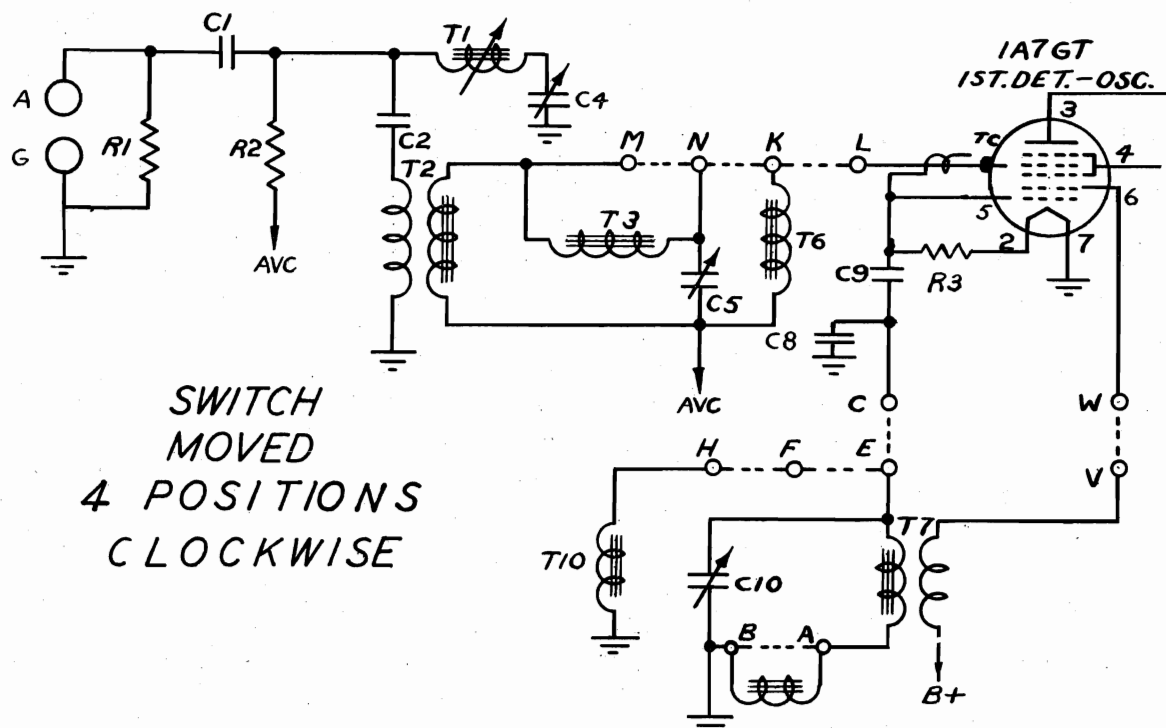 C1
T1
1A7GT
1ST. DET.-OSC.
3
A
C4
G
R1
R2
C2
M
N
K
L
TC
4
T2
5
6
T3
T6
2
7
AVC
C9
R3
C5
C8
AVC
C
W
SWITCH
MOVED
4 POSITIONS
CLOCKWISE
H
F
E
V
T7
T10
C10
B
A
B+